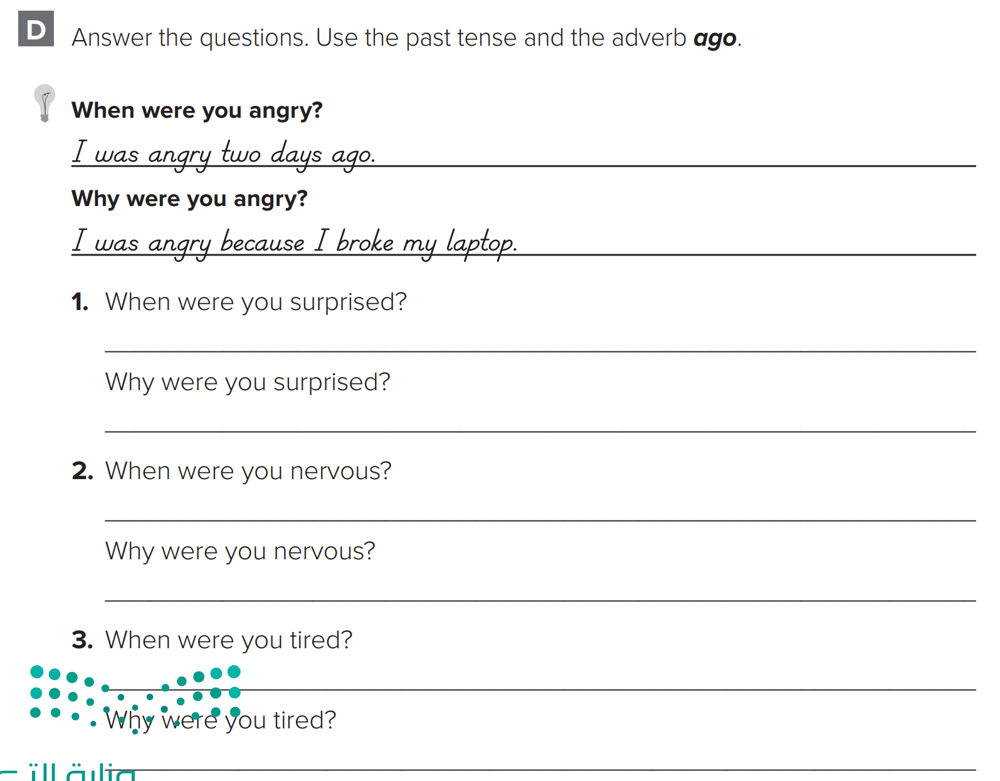 D Answer the questions. Use the past tense and the adverb ago.
When were you angry?
I was angry two days ago.
Why were you angry?
I was angry because I broke my laptop.
1. When were you surprised?
Why were you surprised?
2. When were you nervous?
Why were you nervous?
3. When were you tired?
Why were you tired?